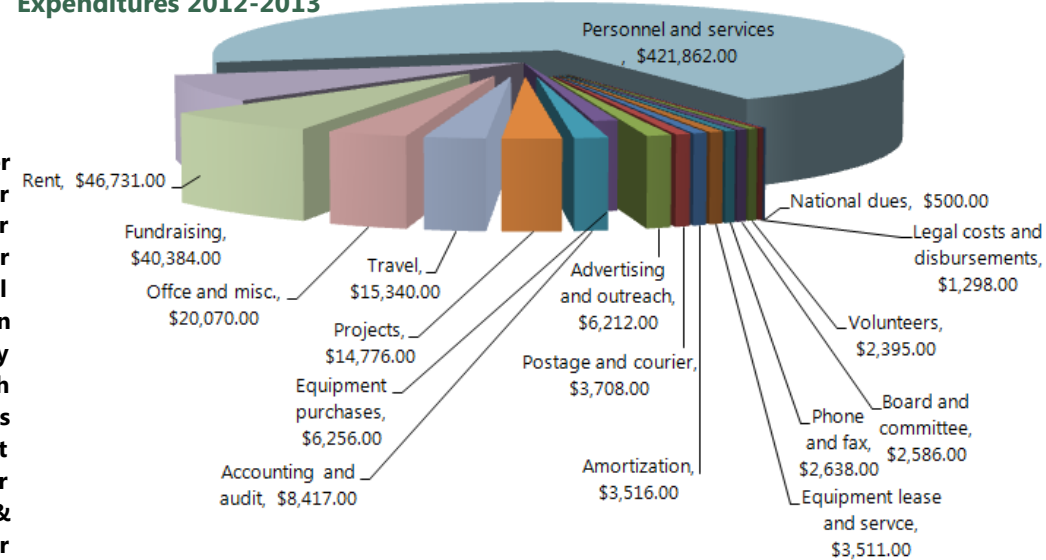 Expenditures 2012-2013
Personnel and services
, $421,862.00
Rent, $46,731.00
Fundraising,
$40,384.00
Offce and misc.,
$20,070.00
Travel,
$15,340.00
Projects,
$14,776.00
Equipment
purchases,
$6,256.00
Accounting and
audit, $8,417.00
Advertising
and outreach,
$6,212.00
Postage and courier,
$3,708.00
Amortization,
$3,516.00
National dues, $500.00
Legal costs and
disbursements,
$1,298.00
Volunteers,
$2,395.00
Board and
committee,
$2,586.00
Phone
and fax,
$2,638.00
Equipment lease
and servce,
$3,511.00